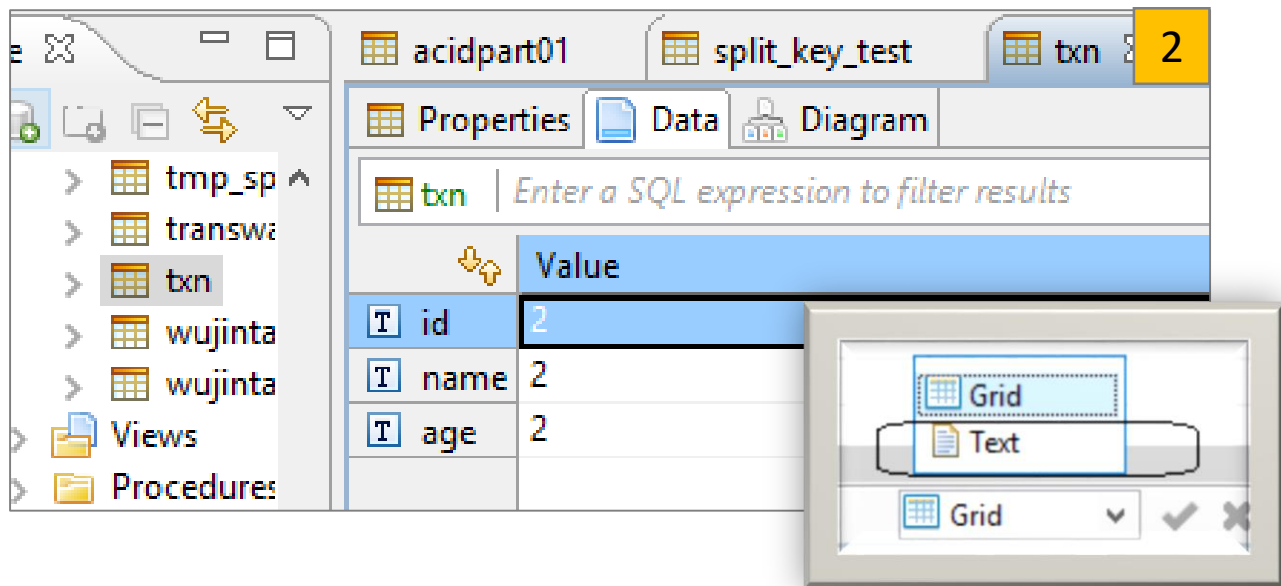 e
acidpart01
split_key_test
txn
2
Properties
Data
Diagram
txn
Enter a SQL expression to filter results
tmp_sp
transwa
txn
wujinta
wujinta
Views
Procedures
Value
T id 2
T name 2
T age 2
Grid
Text
Grid